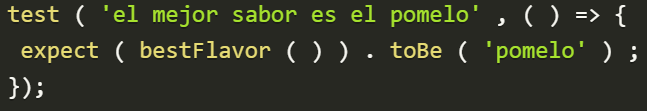 test ( 'el mejor sabor es el pomelo' , ( ) => {
expect ( bestFlavor ( ) ) . toBe ( 'pomelo' ) ;
});